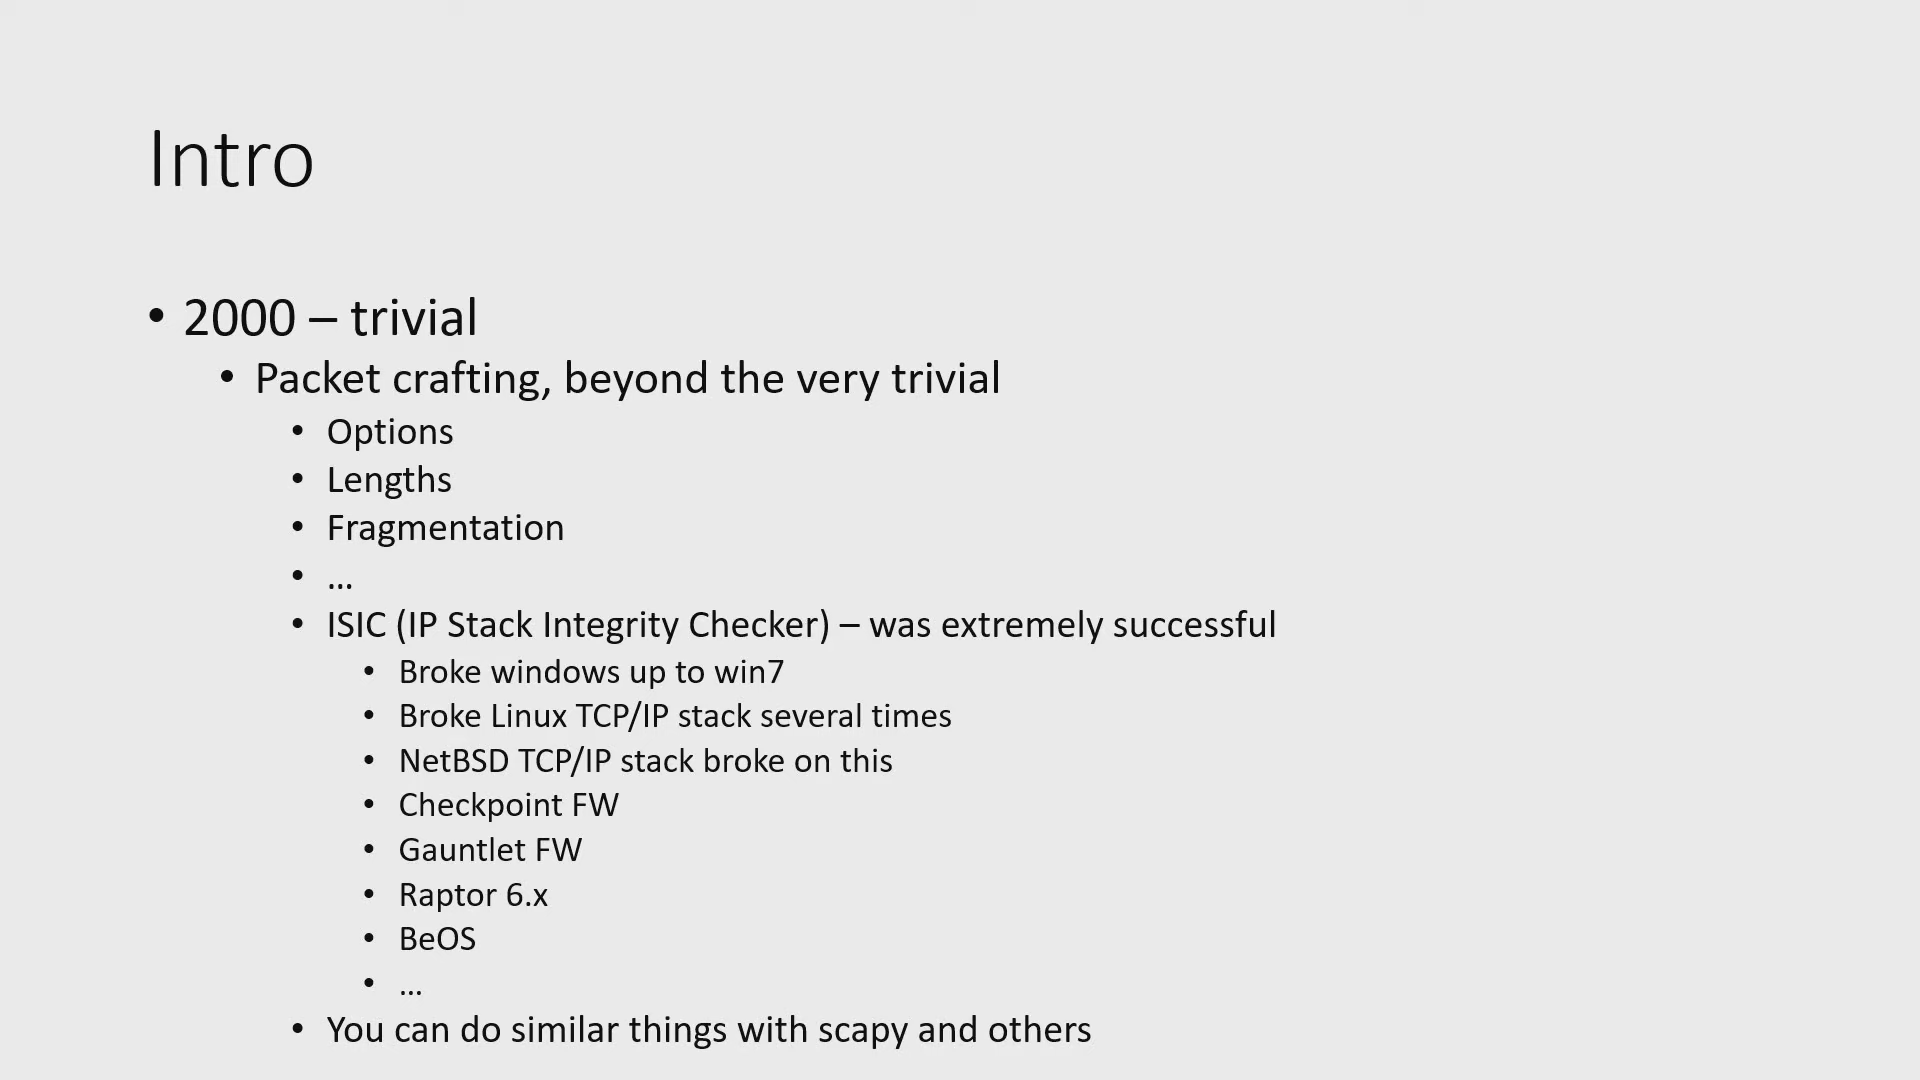 Intro
• 2000 – trivial
• Packet crafting, beyond the very trivial
• Options
• Lengths
• Fragmentation
• ...
• ISIC (IP Stack Integrity Checker) – was extremely successful
• Broke windows up to win7
• Broke Linux TCP/IP stack several times
• NetBSD TCP/IP stack broke on this
• Checkpoint FW
• Gauntlet FW
• Raptor 6.x
• BeOS
• ...
• You can do similar things with scapy and others